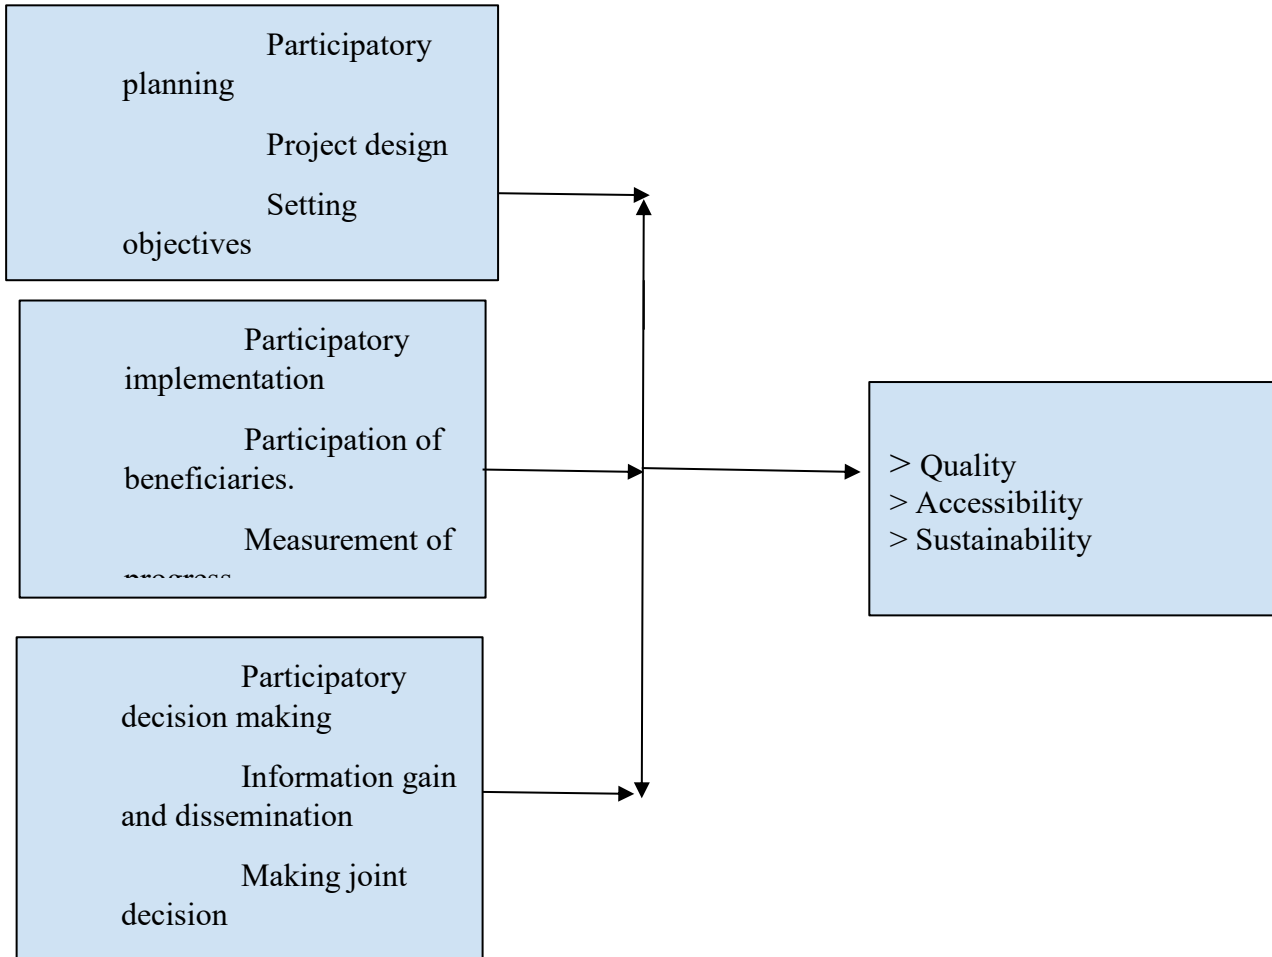 Participatory
planning
Project design
Setting
objectives
Participatory
implementation
Participation of
beneficiaries.
Measurement of
progress
Participatory
decision making
Information gain
and dissemination
Making joint
decision
> Quality
> Accessibility
> Sustainability